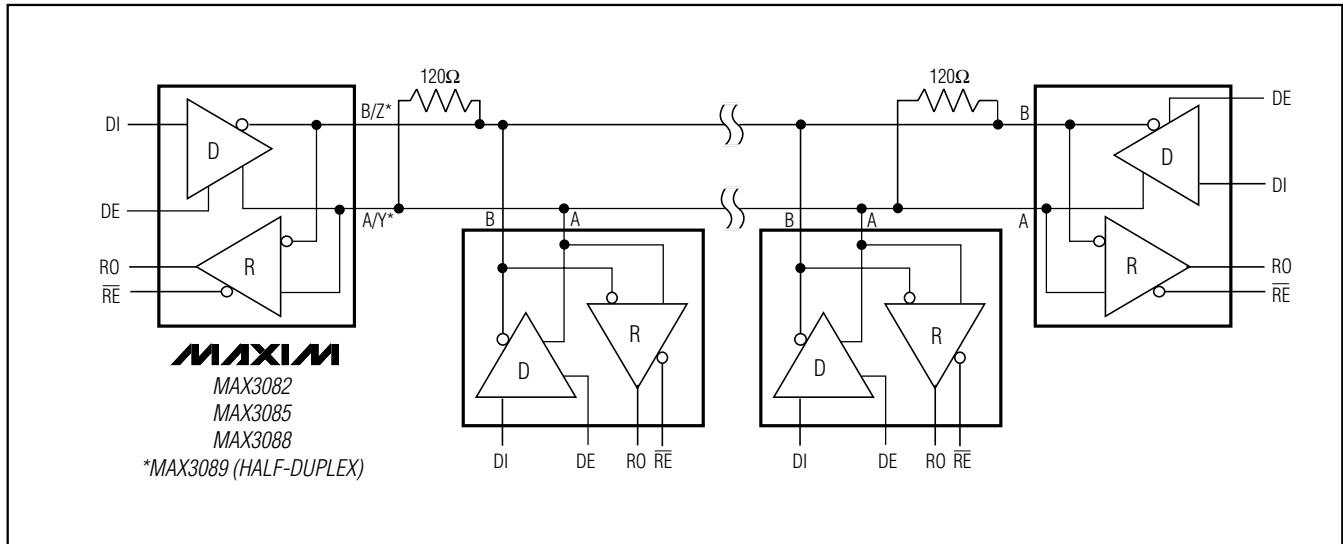 120Ω
120Ω
B/Z*
B
DE
DI
D
D
DI
DE
A/Y*
B
A
B
A
A
RO
R
R
RO
RE
RE
R
R
D
D
MAXIM
MAX3082
MAX3085
MAX3088
*MAX3089 (HALF-DUPLEX)
DI
DE
RO
RE
DI
DE
RO
RE